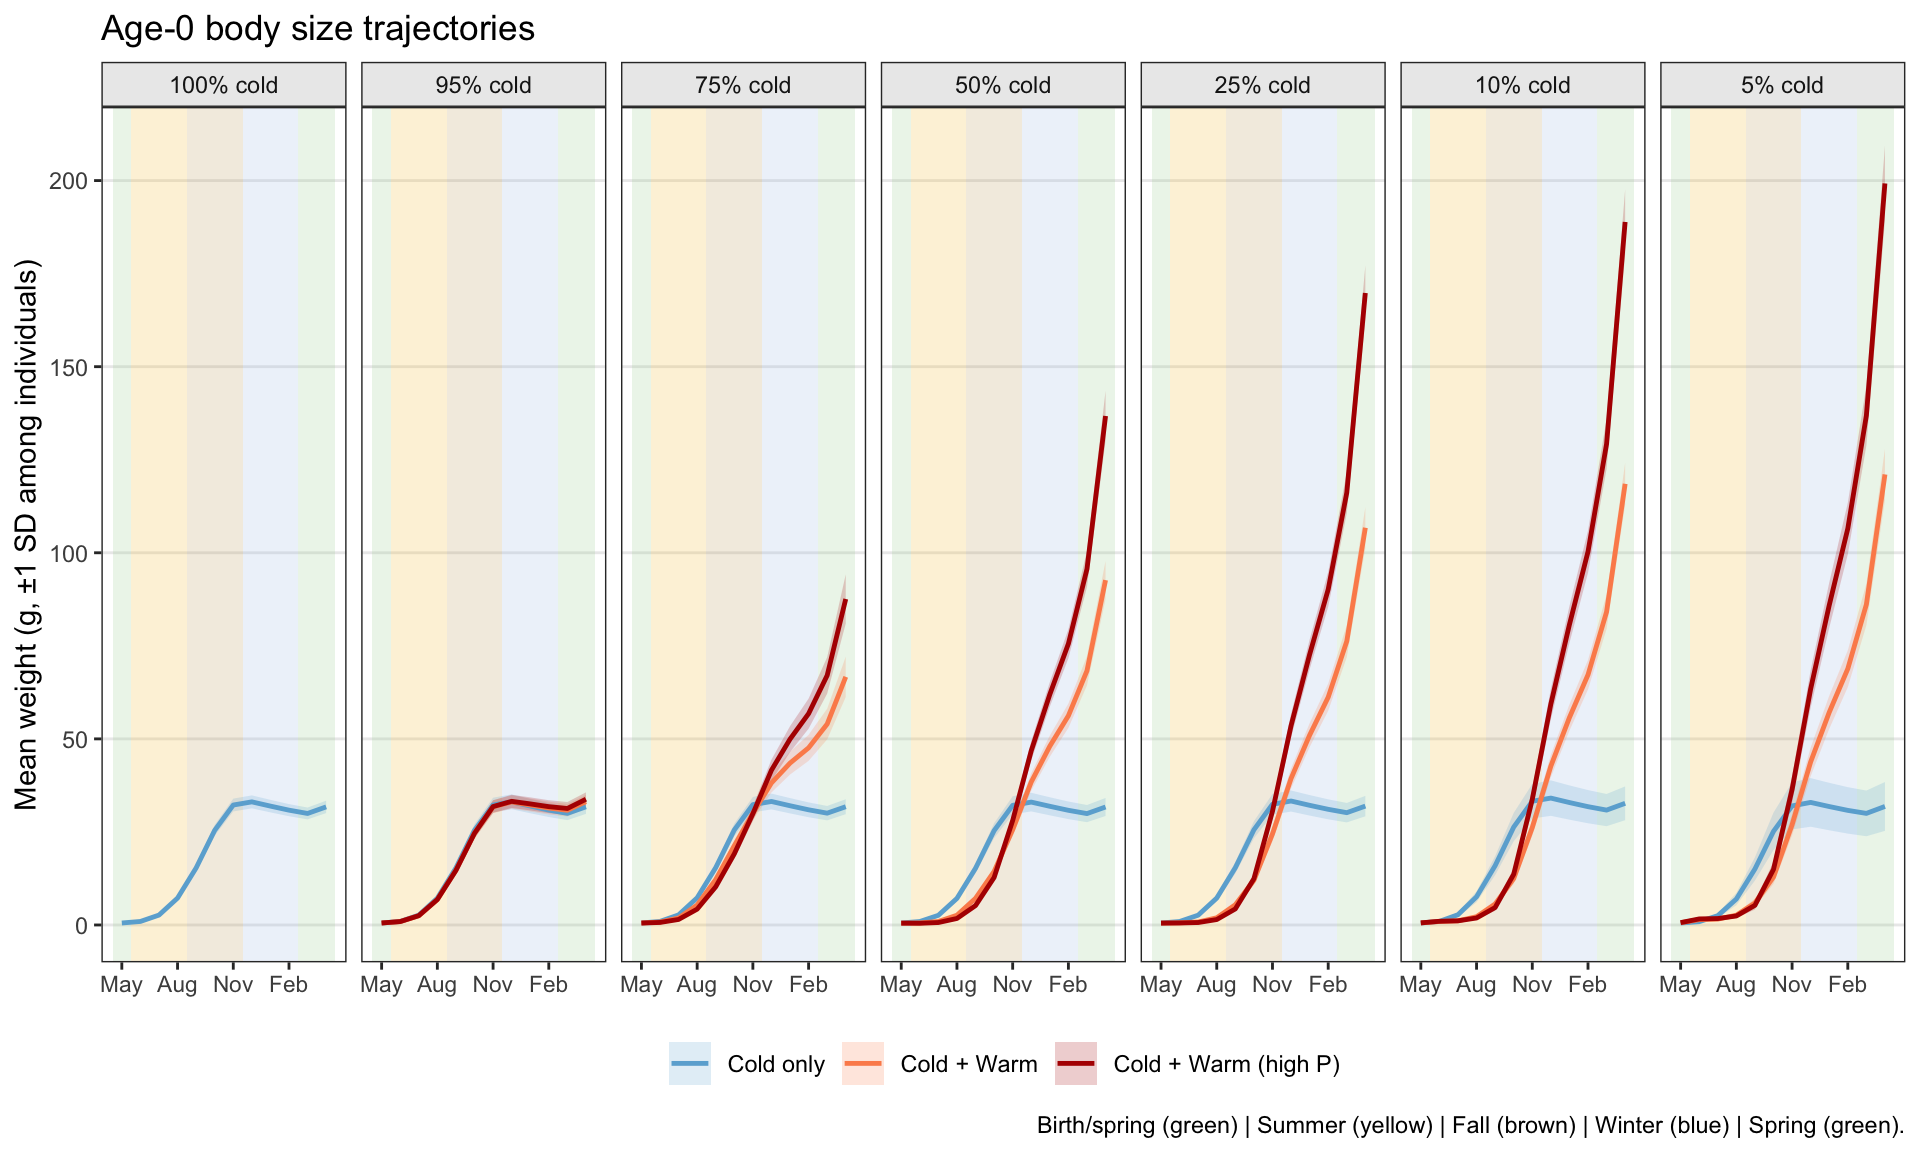 Age-0 body size trajectories
100% cold
95% cold
75% cold
50% cold
25% cold
10% cold
5% cold
Mean weight (g, ±1 SD among individuals)
200
150
100
50
0
May Aug Nov Feb
May Aug Nov Feb
May Aug Nov Feb
May Aug Nov Feb
May Aug Nov Feb
May Aug Nov Feb
May Aug Nov Feb
Cold only
Cold + Warm
Cold + Warm (high P)
Birth/spring (green) | Summer (yellow) | Fall (brown) | Winter (blue) | Spring (green).